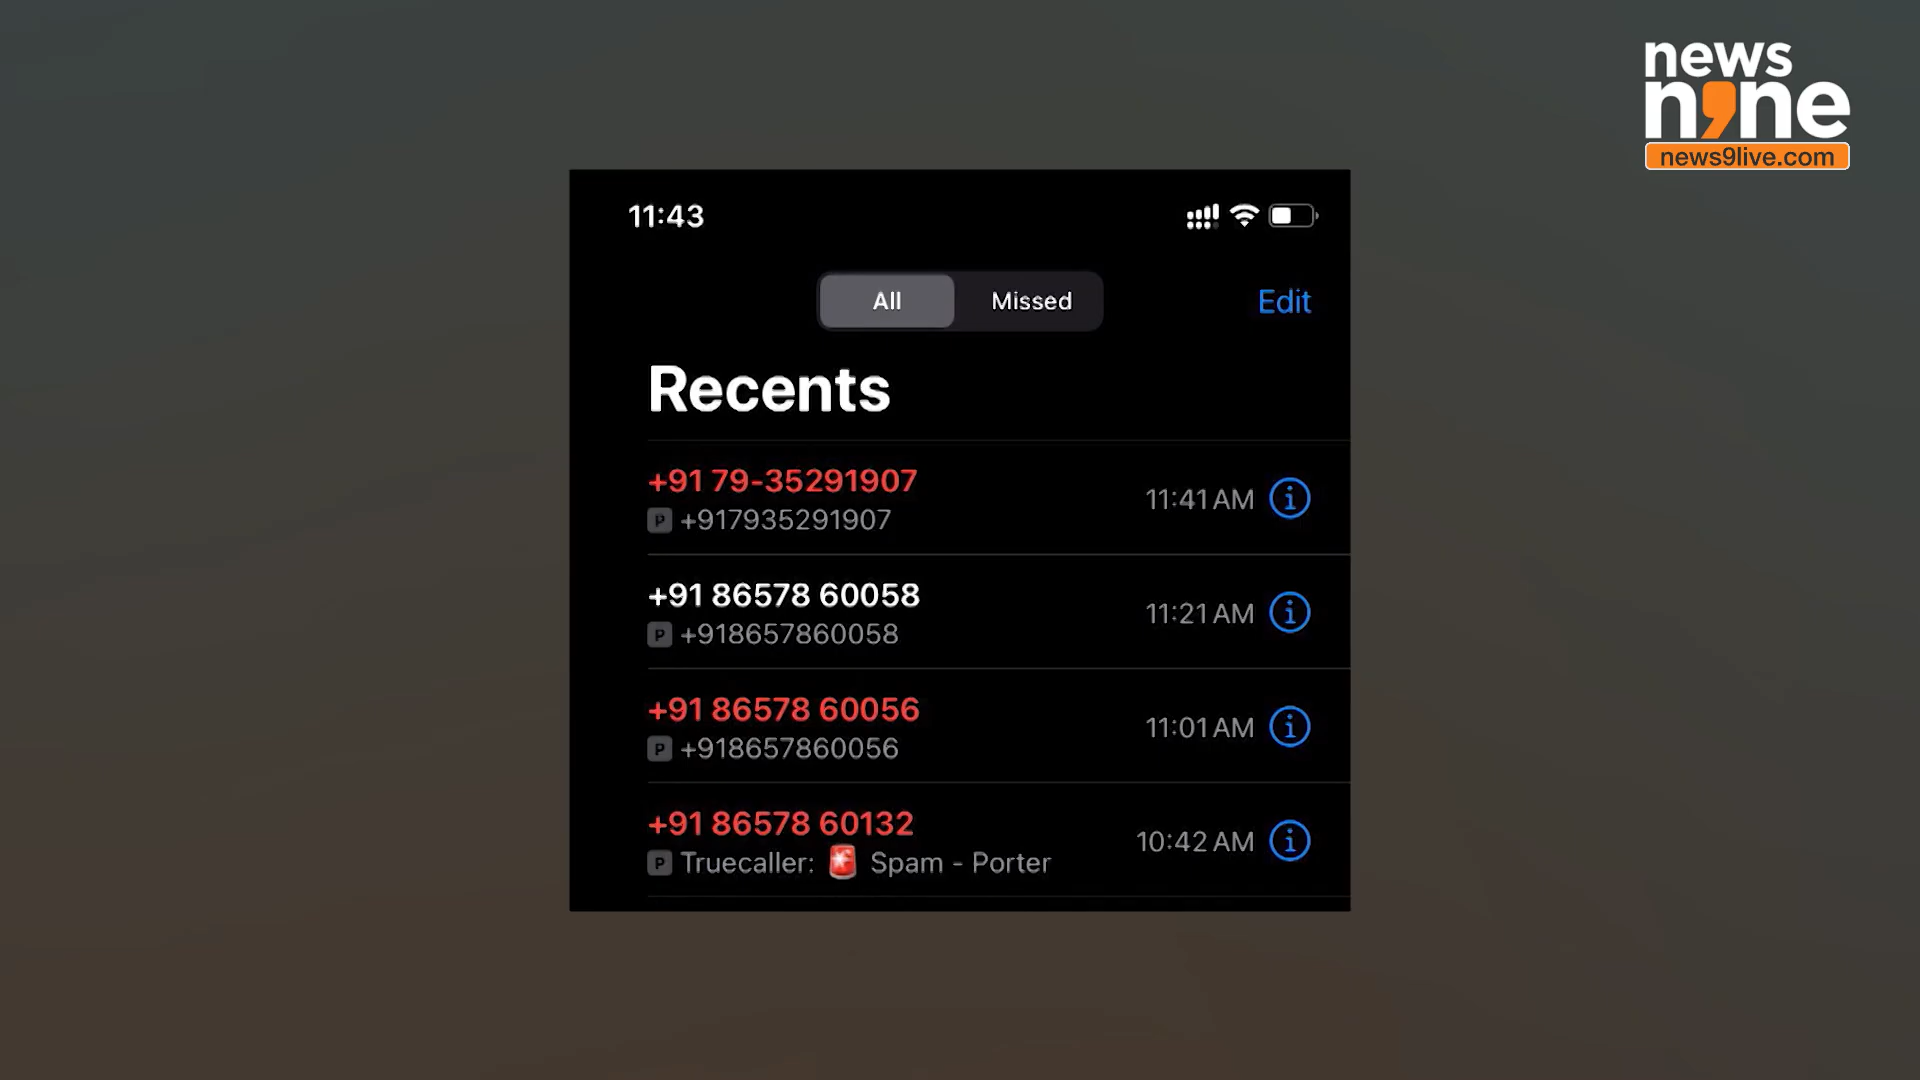 news
nine
news9live.com
11:43
All
Missed
Edit
Recents
+91 79-35291907
P +917935291907
11:41 AM
+91 86578 60058
P +918657860058
11:21 AM
+91 86578 60056
P +918657860056
11:01 AM
+91 86578 60132
P Truecaller: 🚨 Spam - Porter
10:42 AM